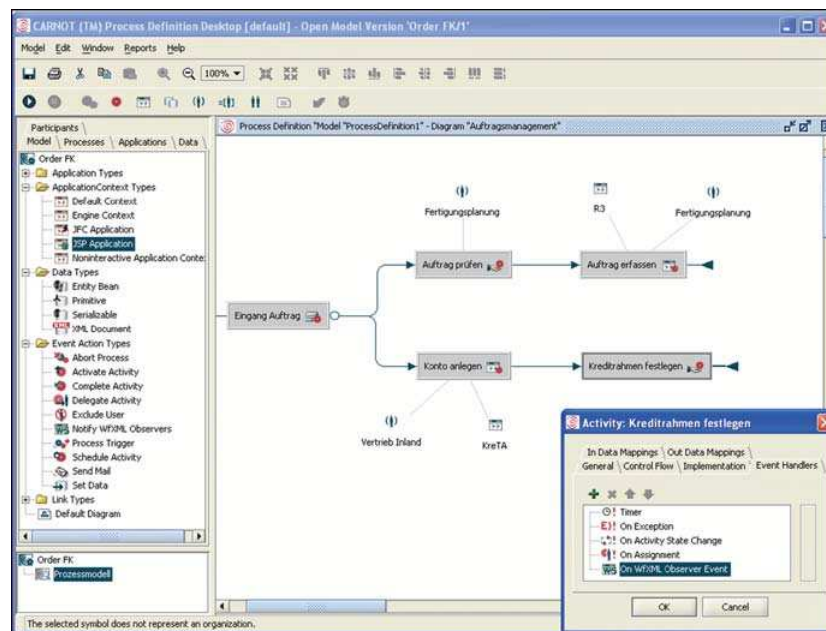 CARNOT (TM) Process Definition Desktop [default] - Open Model Version 'Order FK/1'
Model Edit Window Reports Help
100%
Participants
Model Processes Applications Data
Order FK
Application Types
ApplicationContext Types
Default Context
Engine Context
JFC Application
JSP Application
Noninteractive Application Conte
Data Types
Entity Bean
Primitive
Serializable
XML Document
Event Action Types
Abort Process
Activate Activity
Complete Activity
Delegate Activity
Exclude User
Notify WfXML Observers
Process Trigger
Schedule Activity
Send Mail
Set Data
Link Types
Default Diagram
Order FK
Prozessmodell
Process Definition "Model "ProcessDefinition1" - Diagram "Auftragsmanagement"
Fertigungsplanung
R3
Fertigungsplanung
Auftrag prüfen
Auftrag erfassen
Eingang Auftrag
Konto anlegen
Kreditrahmen festlegen
Vertrieb Inland
KreTA
Activity: Kreditrahmen festlegen
In Data Mappings Out Data Mappings
General Control Flow Implementation Event Handlers
Timer
On Exception
On Activity State Change
On Assignment
On WfXML Observer Event
OK Cancel
The selected symbol does not represent an organization.